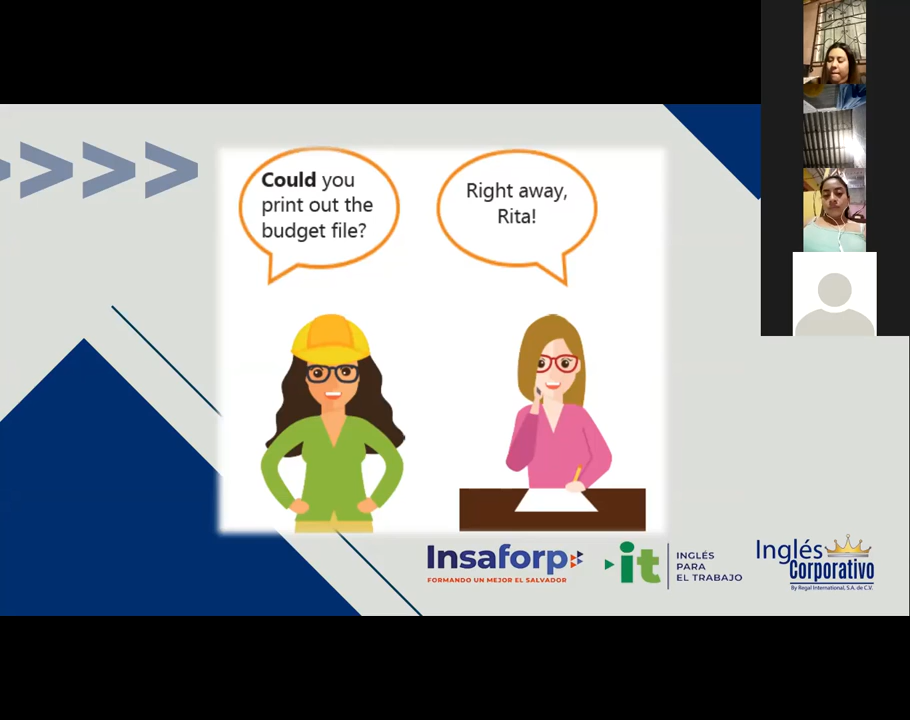 Could you
print out the
budget file?
Right away,
Rita!
Insaforp
FORMANDO UN MEJOR EL SALVADOR
it
INGLÉS
PARA
EL TRABAJO
Inglés
Corporativo
By Regal International, S.A. de C.V.